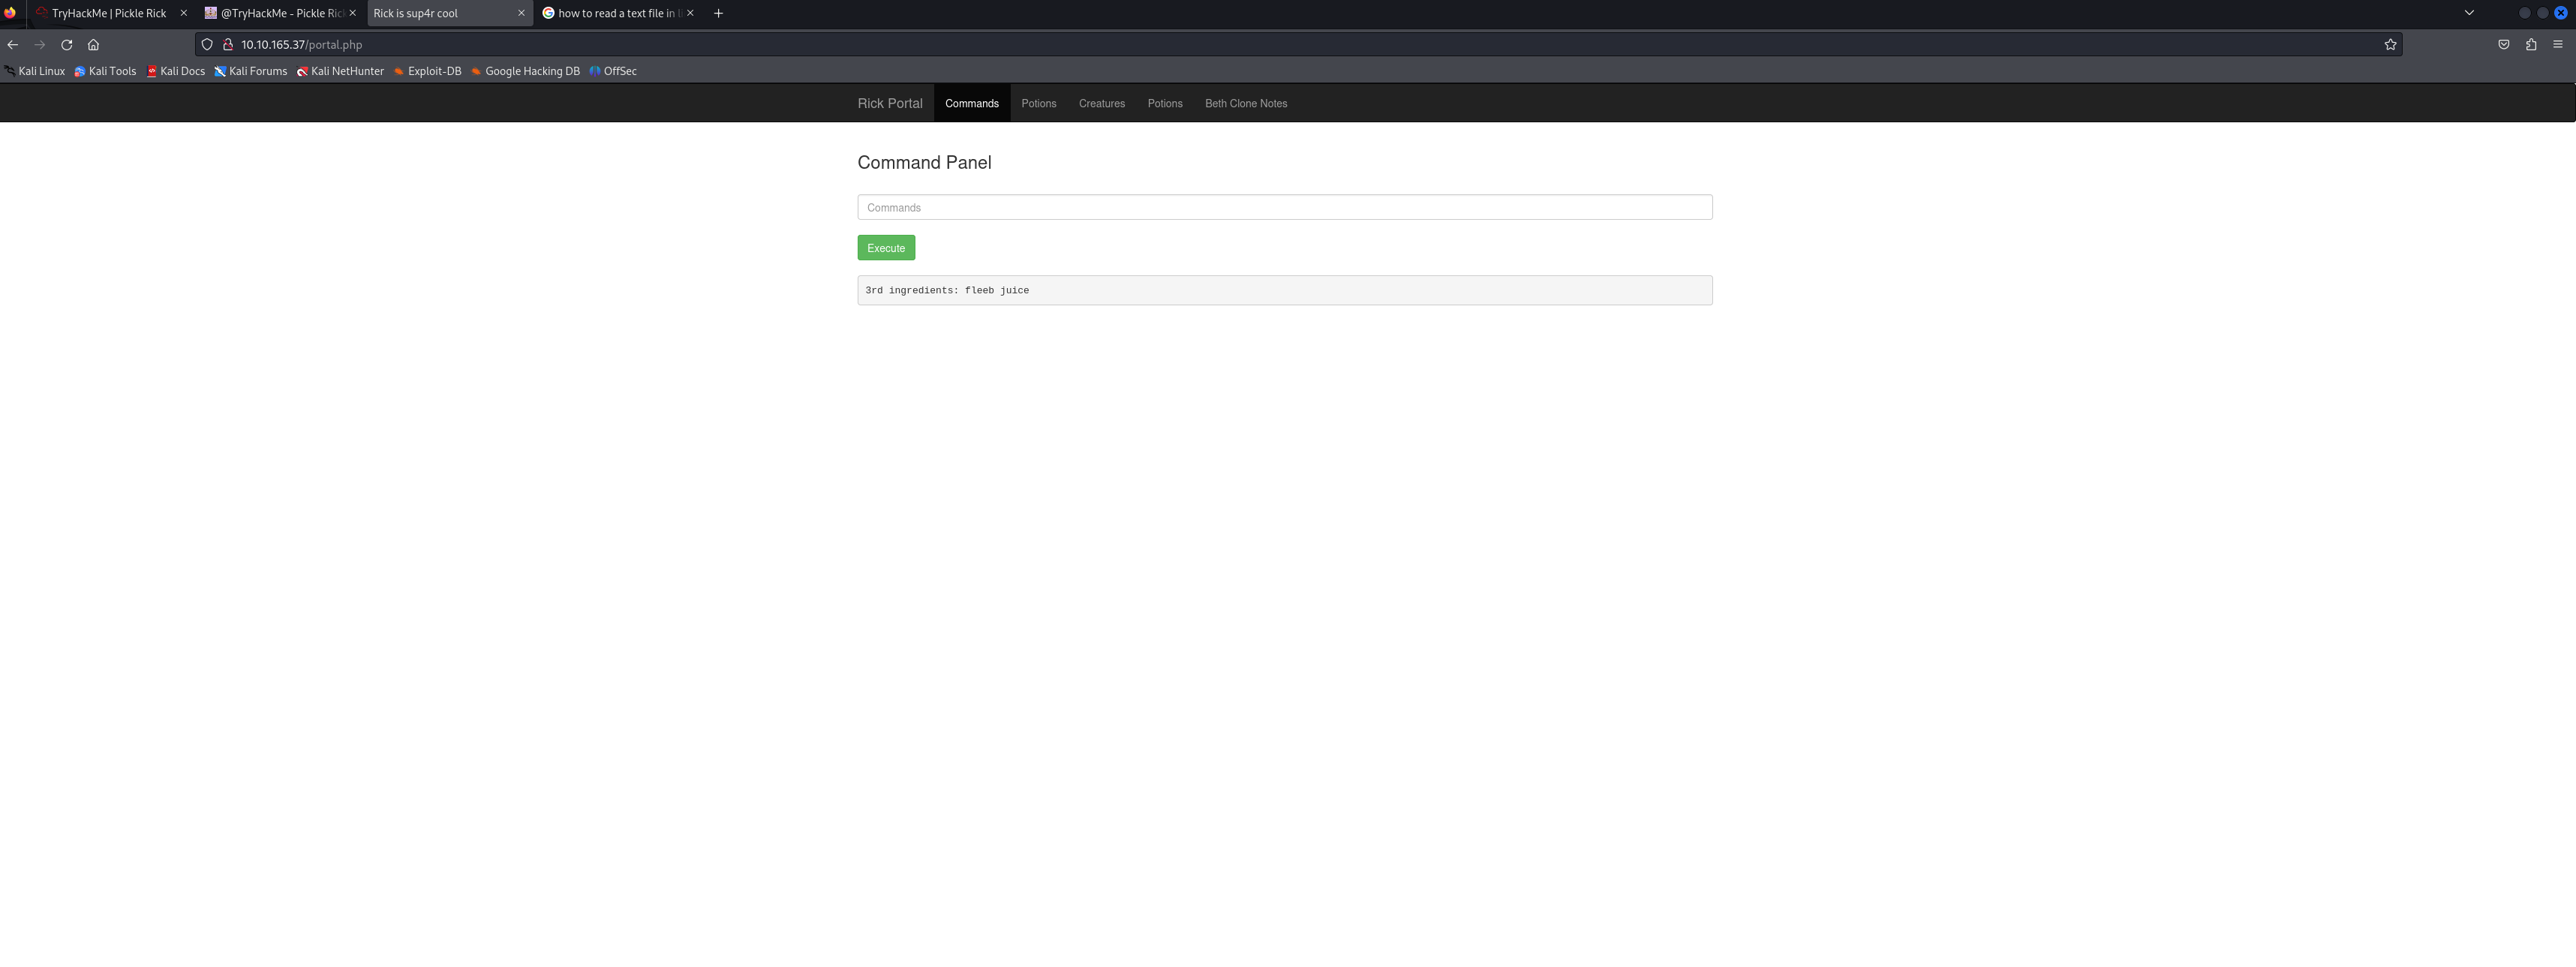 TryHackMe | Pickle Rick
@TryHackMe - Pickle Ric
Rick is sup4r cool
how to read a text file in
10.10.165.37/portal.php
Kali Linux
Kali Tools
Kali Docs
Kali Forums
Kali NetHunter
Exploit-DB
Google Hacking DB
OffSec
Rick Portal
Commands
Potions
Creatures
Potions
Beth Clone Notes
Command Panel
Commands
Execute
3rd ingredients: fleeb juice